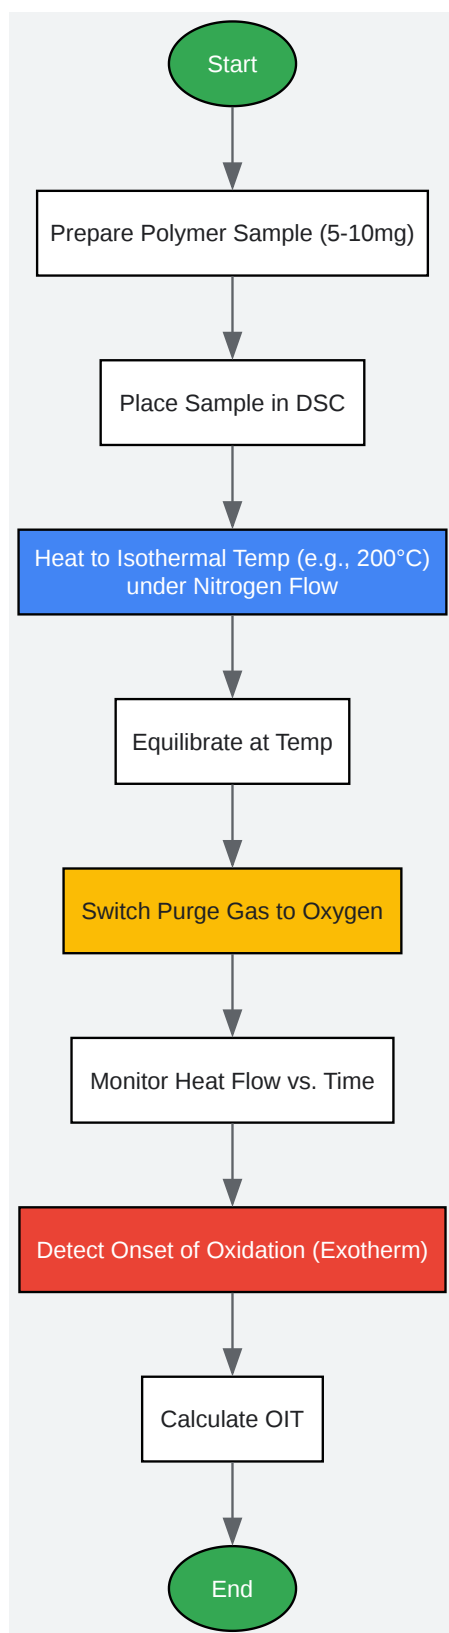 Start
Prepare Polymer Sample (5-10mg)
Place Sample in DSC
Heat to Isothermal Temp (e.g., 200°C)
under Nitrogen Flow
Equilibrate at Temp
Switch Purge Gas to Oxygen
Monitor Heat Flow vs. Time
Detect Onset of Oxidation (Exotherm)
Calculate OIT
End